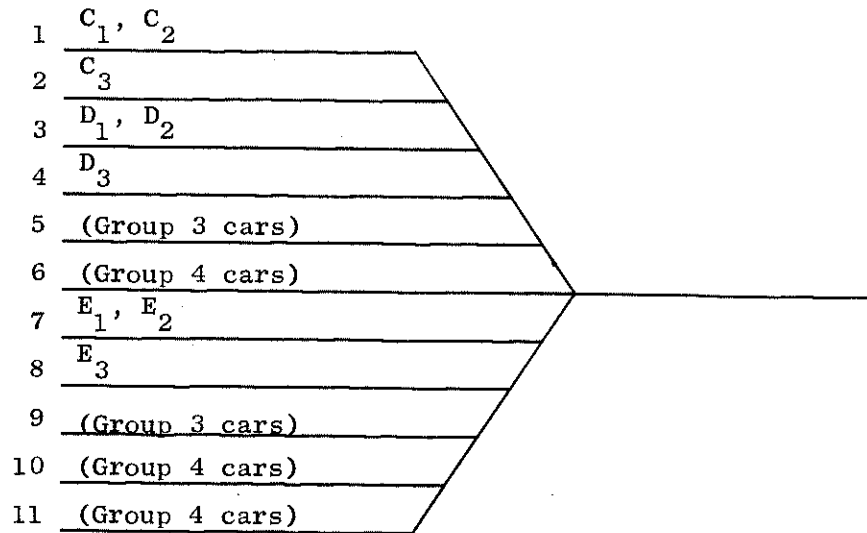 1 C₁, C₂
2 C₃
3 D₁, D₂
4 D₃
5 (Group 3 cars)
6 (Group 4 cars)
7 E₁, E₂
8 E₃
9 (Group 3 cars)
10 (Group 4 cars)
11 (Group 4 cars)